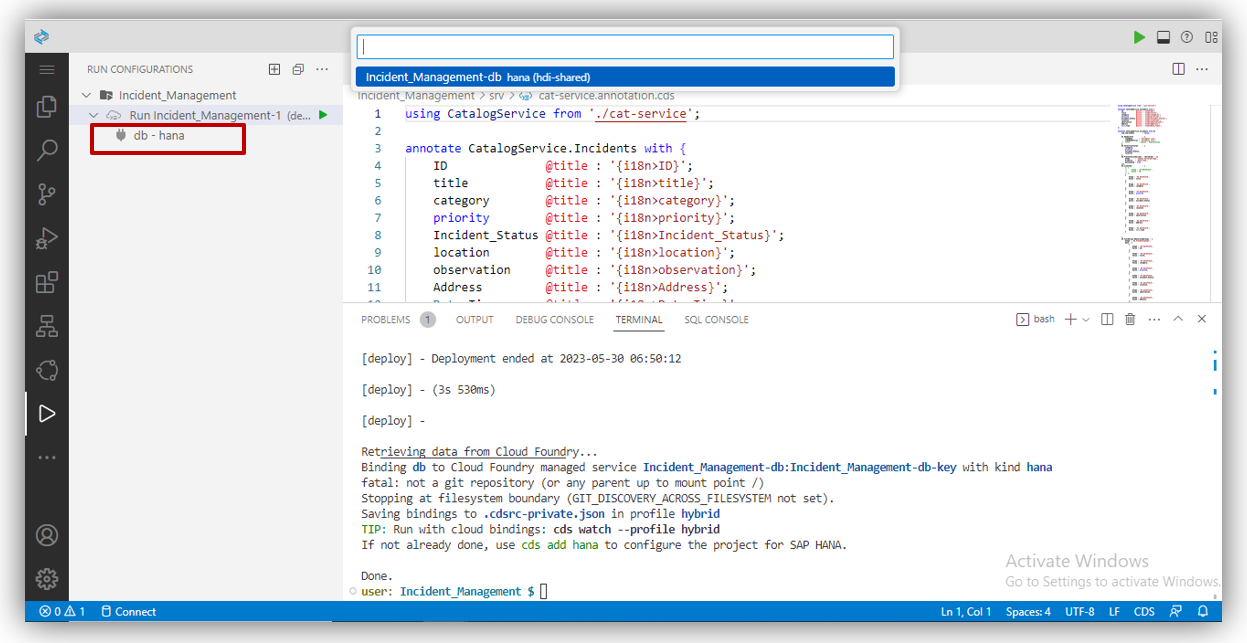 Incident_Management-db hana (hdi-shared)
RUN CONFIGURATIONS
Incident_Management
Run Incident_Management-1 (de...
db - hana
Incident_Management > srv > cat-service.annotation.cds
1 using CatalogService from './cat-service';
2
3 annotate CatalogService.Incidents with {
4 ID @title : '{i18n>ID}';
5 title @title : '{i18n>title}';
6 category @title : '{i18n>category}';
7 priority @title : '{i18n>priority}';
8 Incident_Status @title : '{i18n>Incident_Status}';
9 location @title : '{i18n>location}';
10 observation @title : '{i18n>observation}';
11 Address @title : '{i18n>Address}';
PROBLEMS 1 OUTPUT DEBUG CONSOLE TERMINAL SQL CONSOLE bash
[deploy] - Deployment ended at 2023-05-30 06:50:12
[deploy] - (3s 530ms)
[deploy] -
Retrieving data from Cloud Foundry...
Binding db to Cloud Foundry managed service Incident_Management-db:Incident_Management-db-key with kind hana
fatal: not a git repository (or any parent up to mount point /)
Stopping at filesystem boundary (GIT_DISCOVERY_ACROSS_FILESYSTEM not set).
Saving bindings to .cdsrc-private.json in profile hybrid
TIP: Run with cloud bindings: cds watch --profile hybrid
If not already done, use cds add hana to configure the project for SAP HANA.
Done.
user: Incident_Management $
Activate Windows
Go to Settings to activate Windows.
0 1 Connect Ln 1, Col 1 Spaces: 4 UTF-8 LF CDS